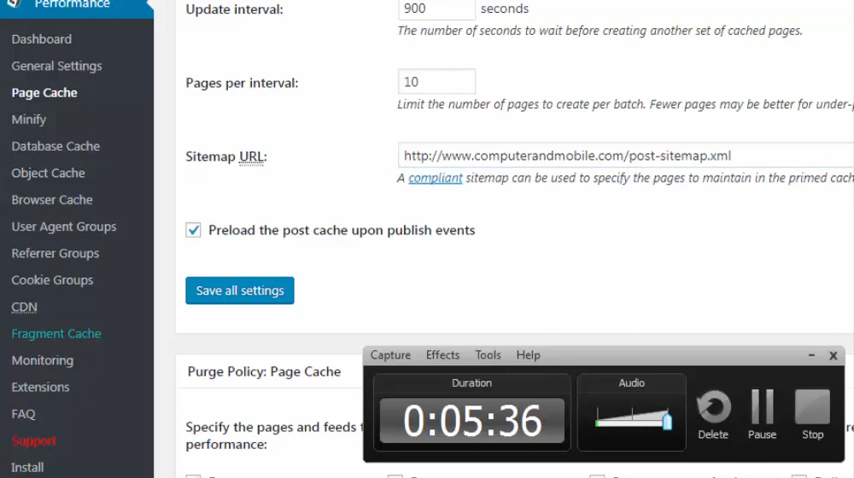 Performance
Dashboard
General Settings
Page Cache
Minify
Database Cache
Object Cache
Browser Cache
User Agent Groups
Referrer Groups
Cookie Groups
CDN
Fragment Cache
Monitoring
Extensions
FAQ
Support
Install
Update interval: 900 seconds
The number of seconds to wait before creating another set of cached pages.
Pages per interval: 10
Limit the number of pages to create per batch. Fewer pages may be better for under-
Sitemap URL: http://www.computerandmobile.com/post-sitemap.xml
A compliant sitemap can be used to specify the pages to maintain in the primed cach
Preload the post cache upon publish events
Save all settings
Purge Policy: Page Cache
Specify the pages and feeds
performance:
Capture Effects Tools Help
Duration
0:05:36
Audio
Delete
Pause
Stop